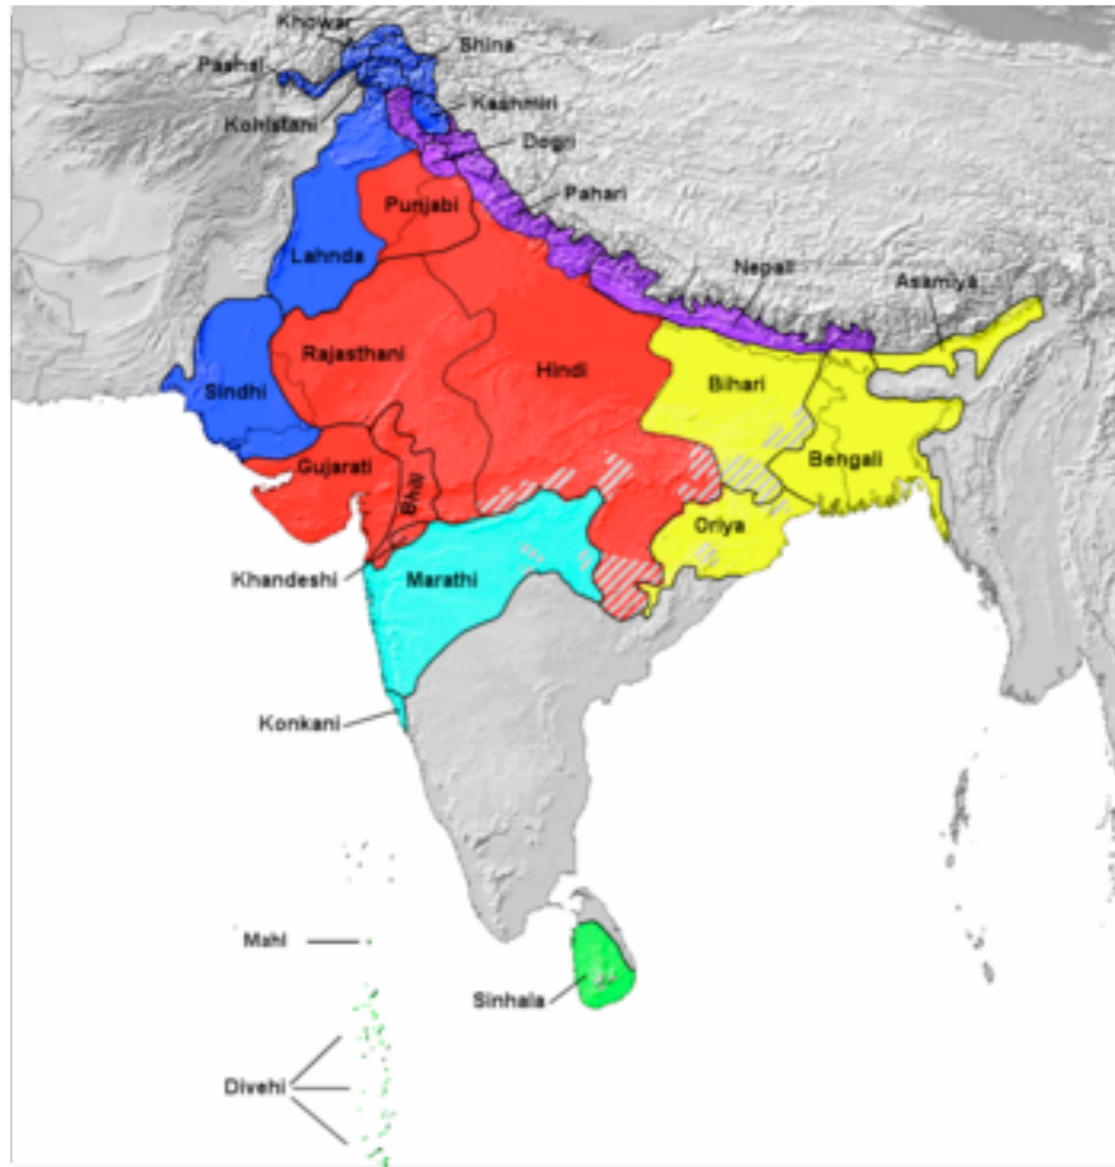 Khowar
Shina
Pashai
Kashmiri
Kohistani
Dogri
Punjabi
Pahari
Lahnda
Nepali
Asamiya
Rajasthani
Hindi
Bihari
Sindhi
Bengali
Gujarati
Bhili
Oriya
Khandeshi
Marathi
Konkani
Mahl
Sinhala
Divehi